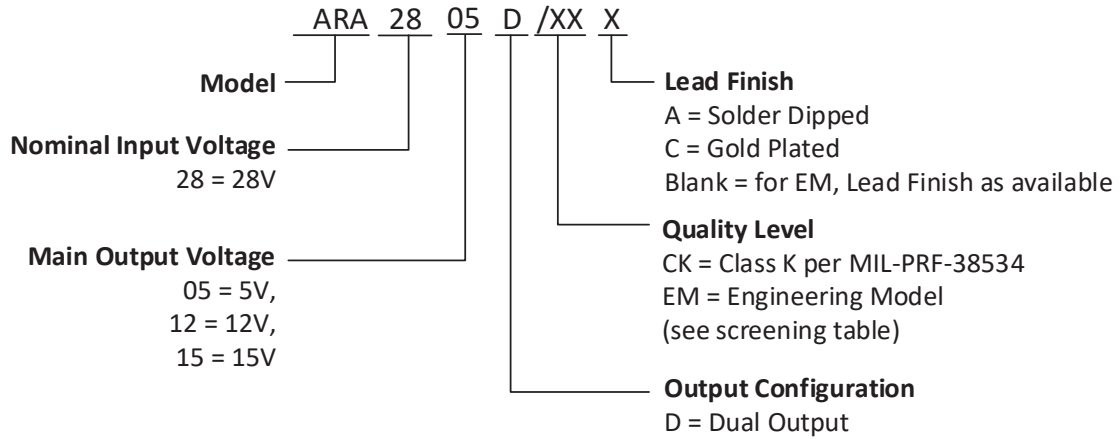 ARA 28 05 D /XX X
Model
Nominal Input Voltage
28 = 28V
Main Output Voltage
05 = 5V,
12 = 12V,
15 = 15V
Lead Finish
A = Solder Dipped
C = Gold Plated
Blank = for EM, Lead Finish as available
Quality Level
CK = Class K per MIL-PRF-38534
EM = Engineering Model
(see screening table)
Output Configuration
D = Dual Output